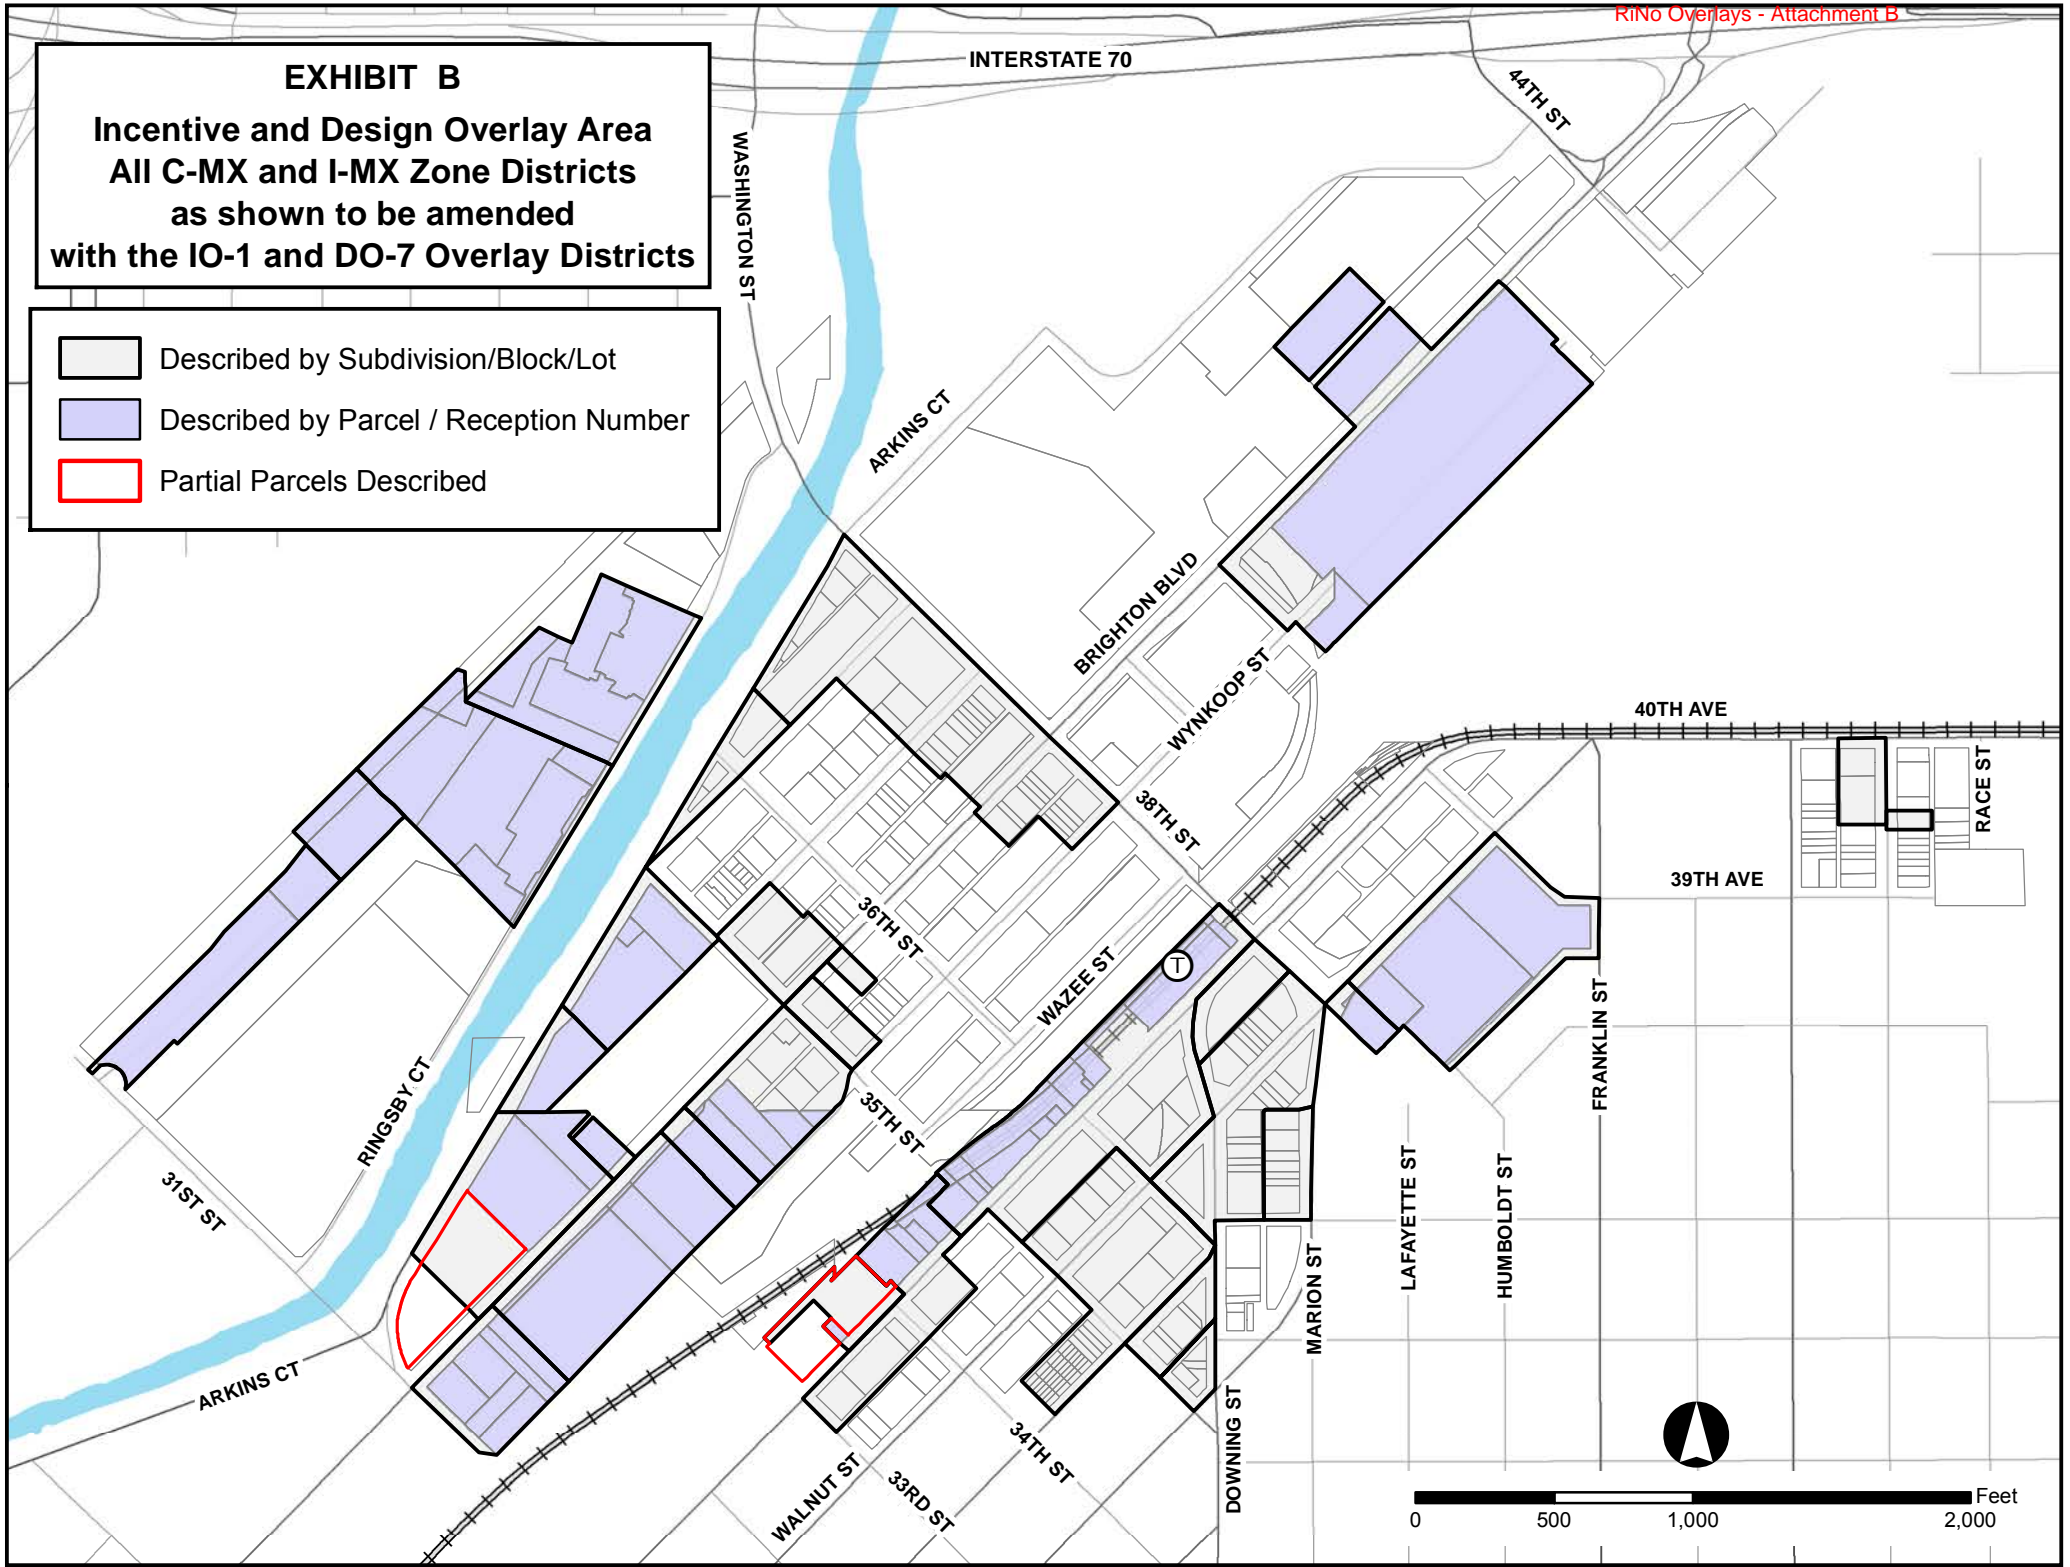 RiNo Overlays - Attachment B
EXHIBIT B
Incentive and Design Overlay Area
All C-MX and I-MX Zone Districts
as shown to be amended
with the IO-1 and DO-7 Overlay Districts
Described by Subdivision/Block/Lot
Described by Parcel / Reception Number
Partial Parcels Described
INTERSTATE 70
44TH ST
WASHINGTON ST
ARKINS CT
BRIGHTON BLVD
WYNKOOP ST
40TH AVE
RACE ST
38TH ST
39TH AVE
36TH ST
WAZEE ST
T
FRANKLIN ST
35TH ST
RINGSBY CT
31ST ST
LAFAYETTE ST
HUMBOLDT ST
MARION ST
ARKINS CT
DOWNING ST
34TH ST
33RD ST
WALNUT ST
Feet
0 500 1,000 2,000